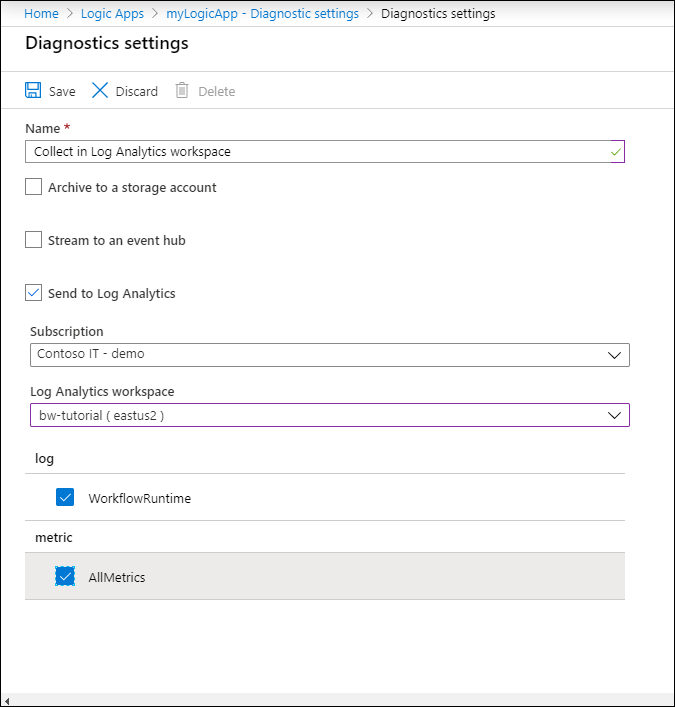 Home > Logic Apps > myLogicApp - Diagnostic settings > Diagnostics settings
Diagnostics settings
Save Discard Delete
Name *
Collect in Log Analytics workspace
Archive to a storage account
Stream to an event hub
Send to Log Analytics
Subscription
Contoso IT - demo
Log Analytics workspace
bw-tutorial ( eastus2 )
log
WorkflowRuntime
metric
AllMetrics